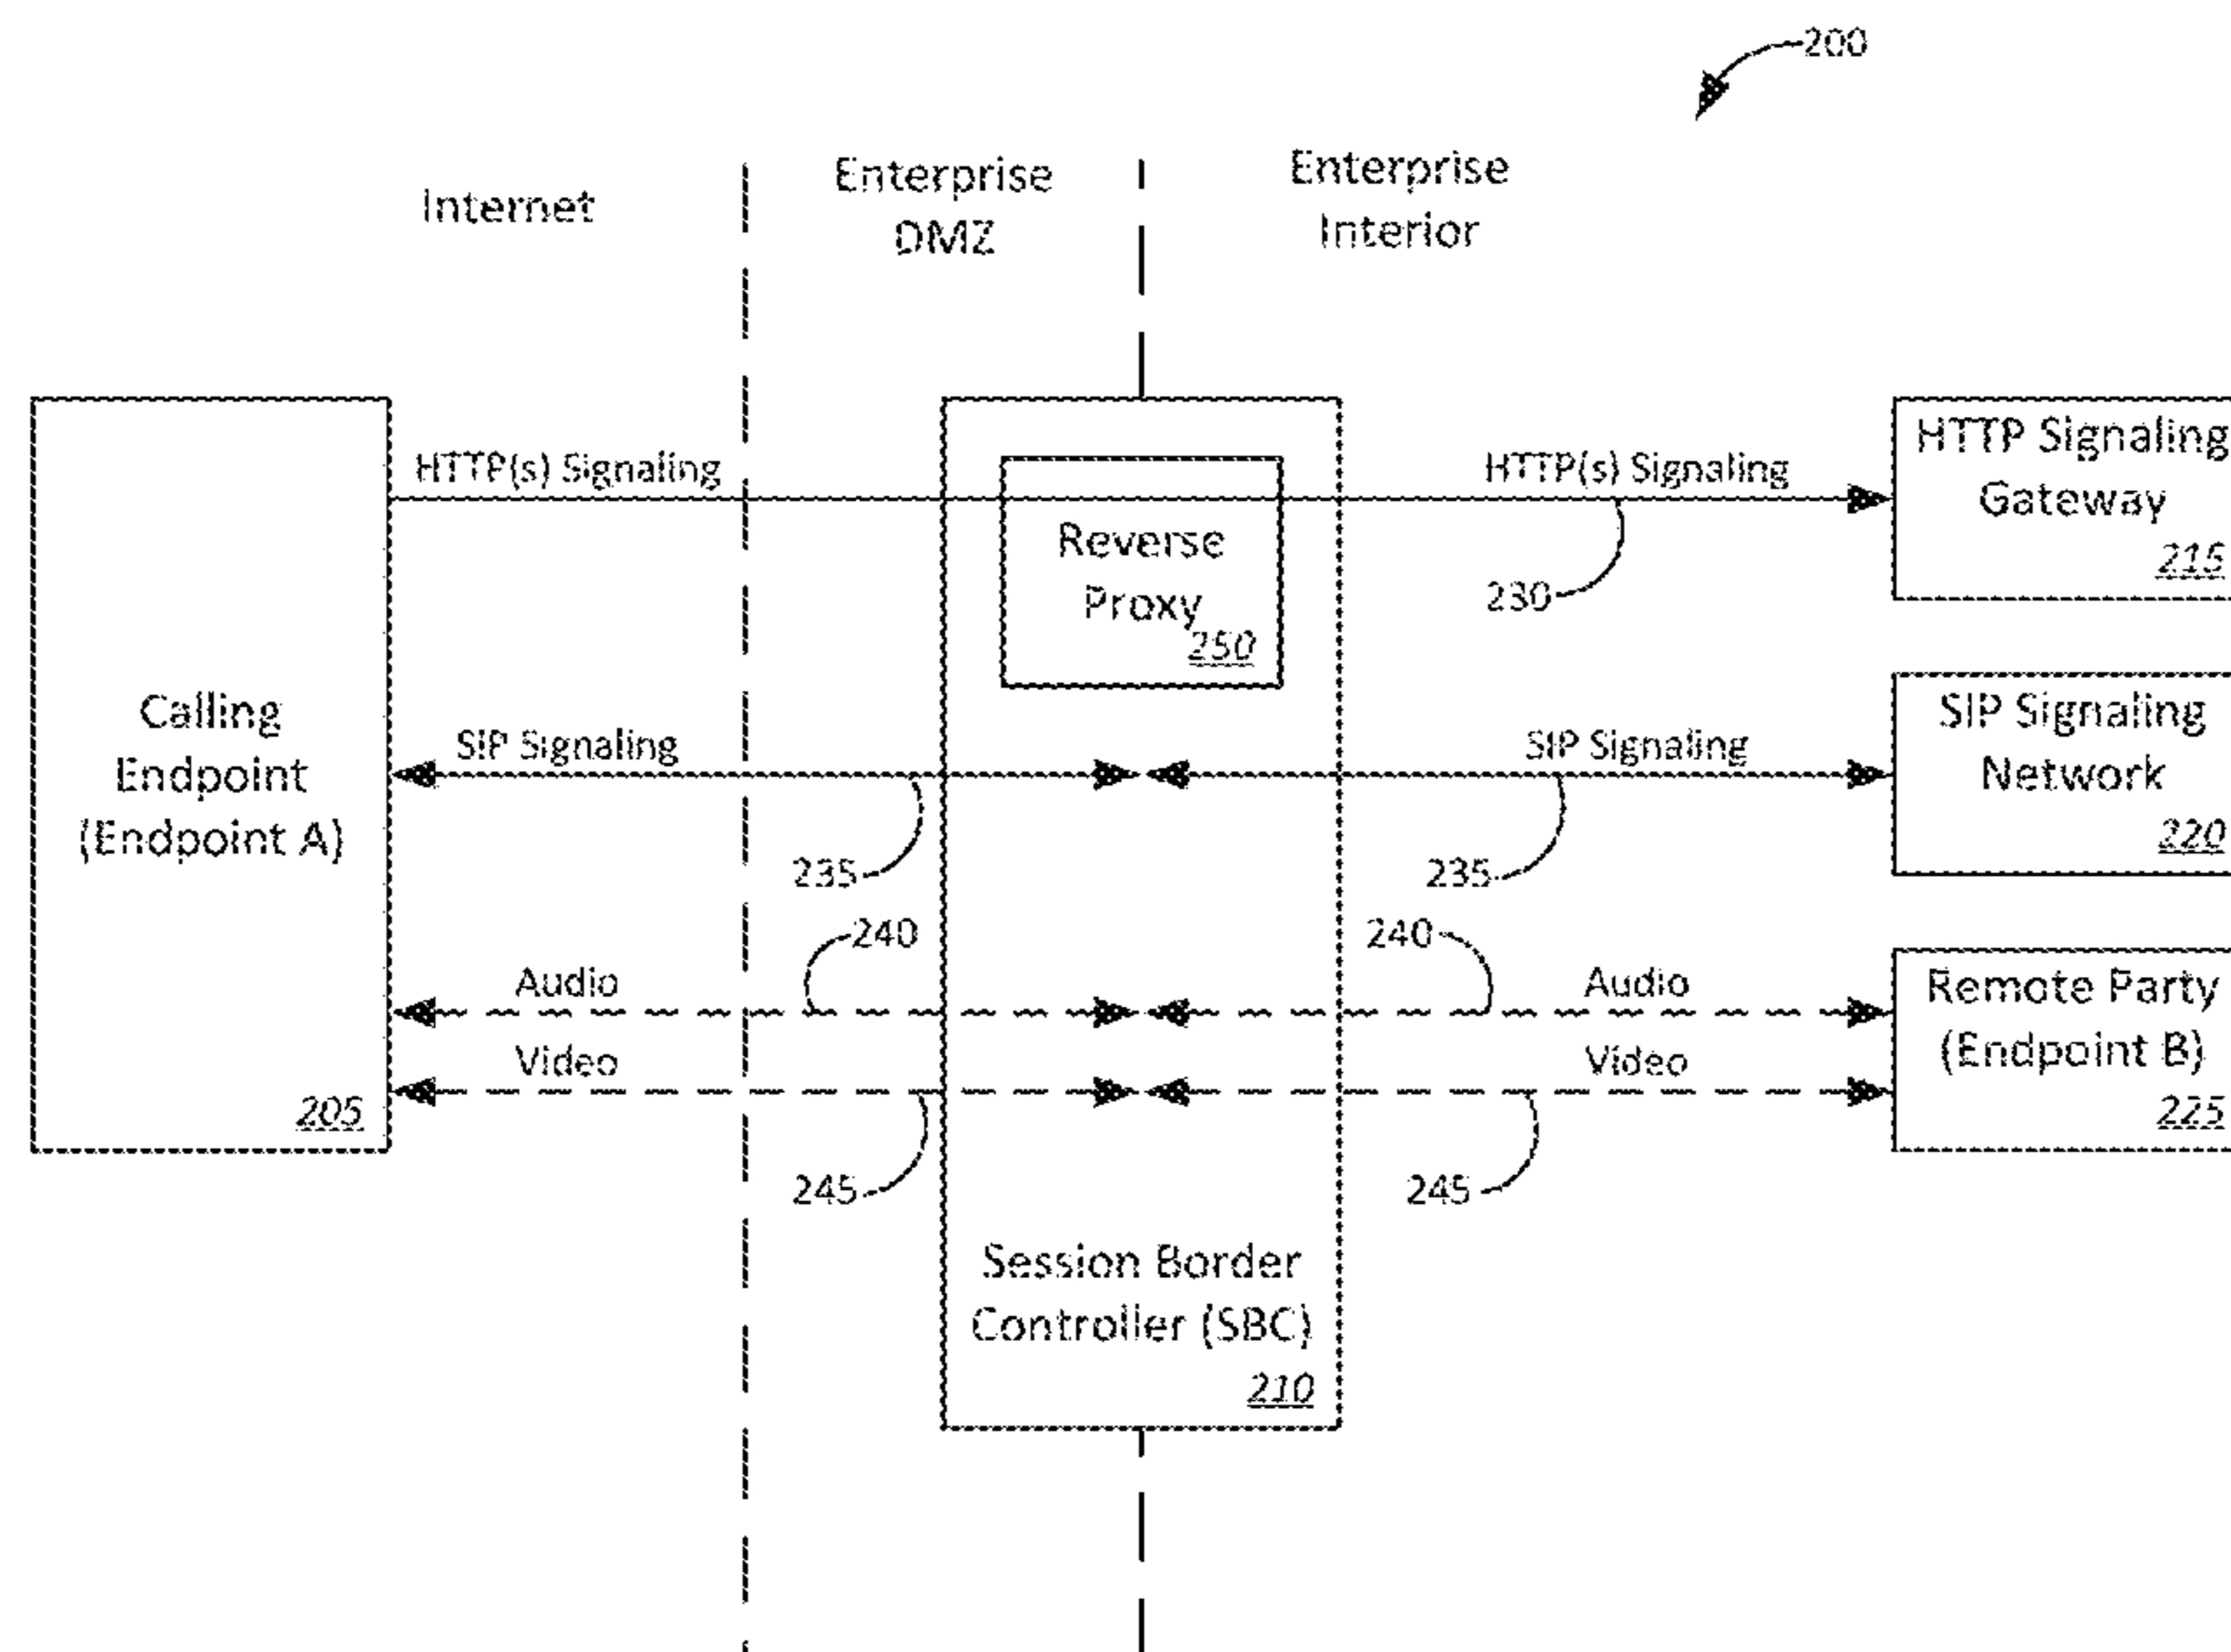 200
Internet
Enterprise
DMZ
Enterprise
Interior
HTTP(s) Signaling
HTTP(s) Signaling
HTTP Signaling
Gateway
215
Reverse
Proxy
250
230
Calling
Endpoint
(Endpoint A)
205
SIP Signaling
SIP Signaling
SIP Signaling
Network
220
235
235
240
240
Audio
Audio
Video
Video
Remote Party
(Endpoint B)
225
245
245
Session Border
Controller (SBC)
210